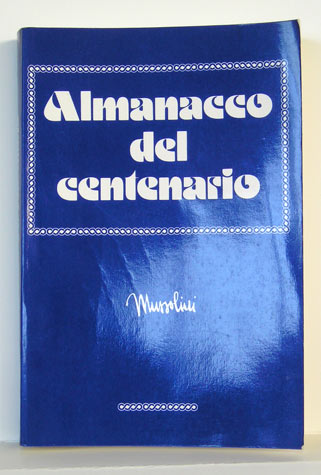 Almanacco
del
centenario
Mussolini